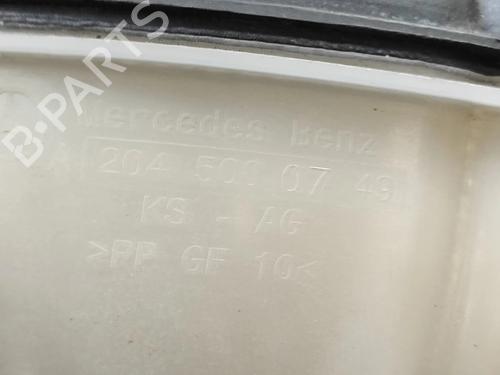 B-PARTS
Mercedes Benz
A 204 500 07 49
KS - AG
>PP GF 10<